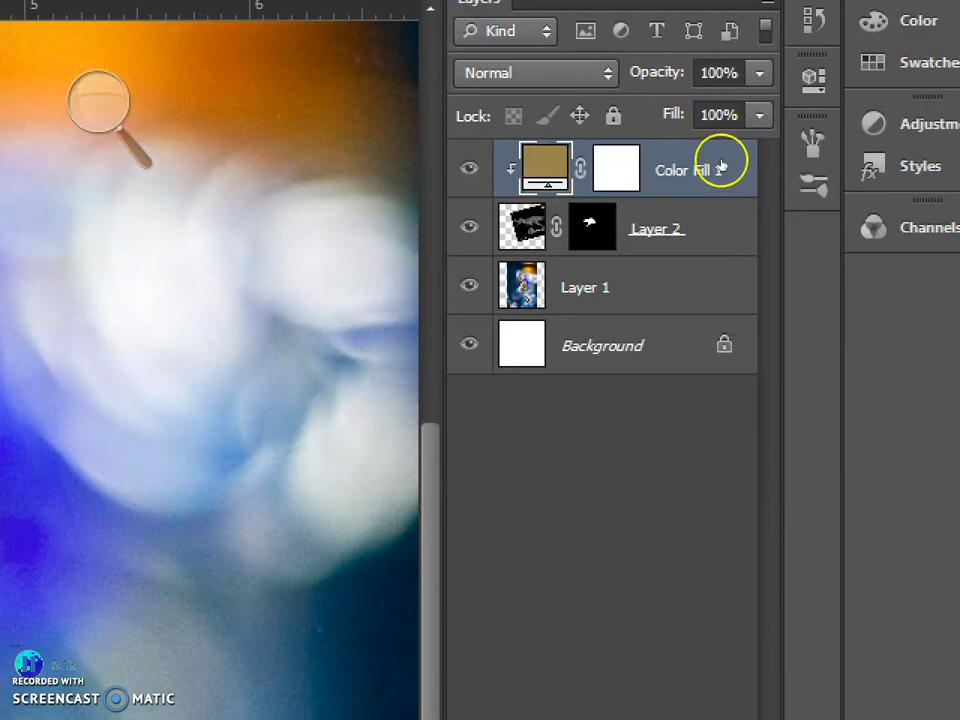 5
6
Layers
Kind
T
Normal
Opacity: 100%
Lock:
Fill: 100%
Color Fill 1
Layer 2
Layer 1
Background
Color
Swatche
Adjustm
Styles
Channels
RECORDED WITH
SCREENCAST MATIC